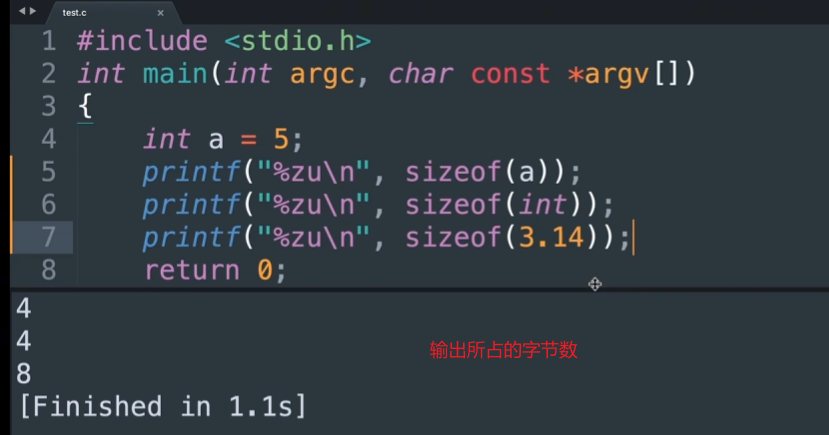 test.c
1 #include <stdio.h>
2 int main(int argc, char const *argv[])
3 {
4 int a = 5;
5 printf("%zu\n", sizeof(a));
6 printf("%zu\n", sizeof(int));
7 printf("%zu\n", sizeof(3.14));
8 return 0;
4
4
输出所占的字节数
8
[Finished in 1.1s]